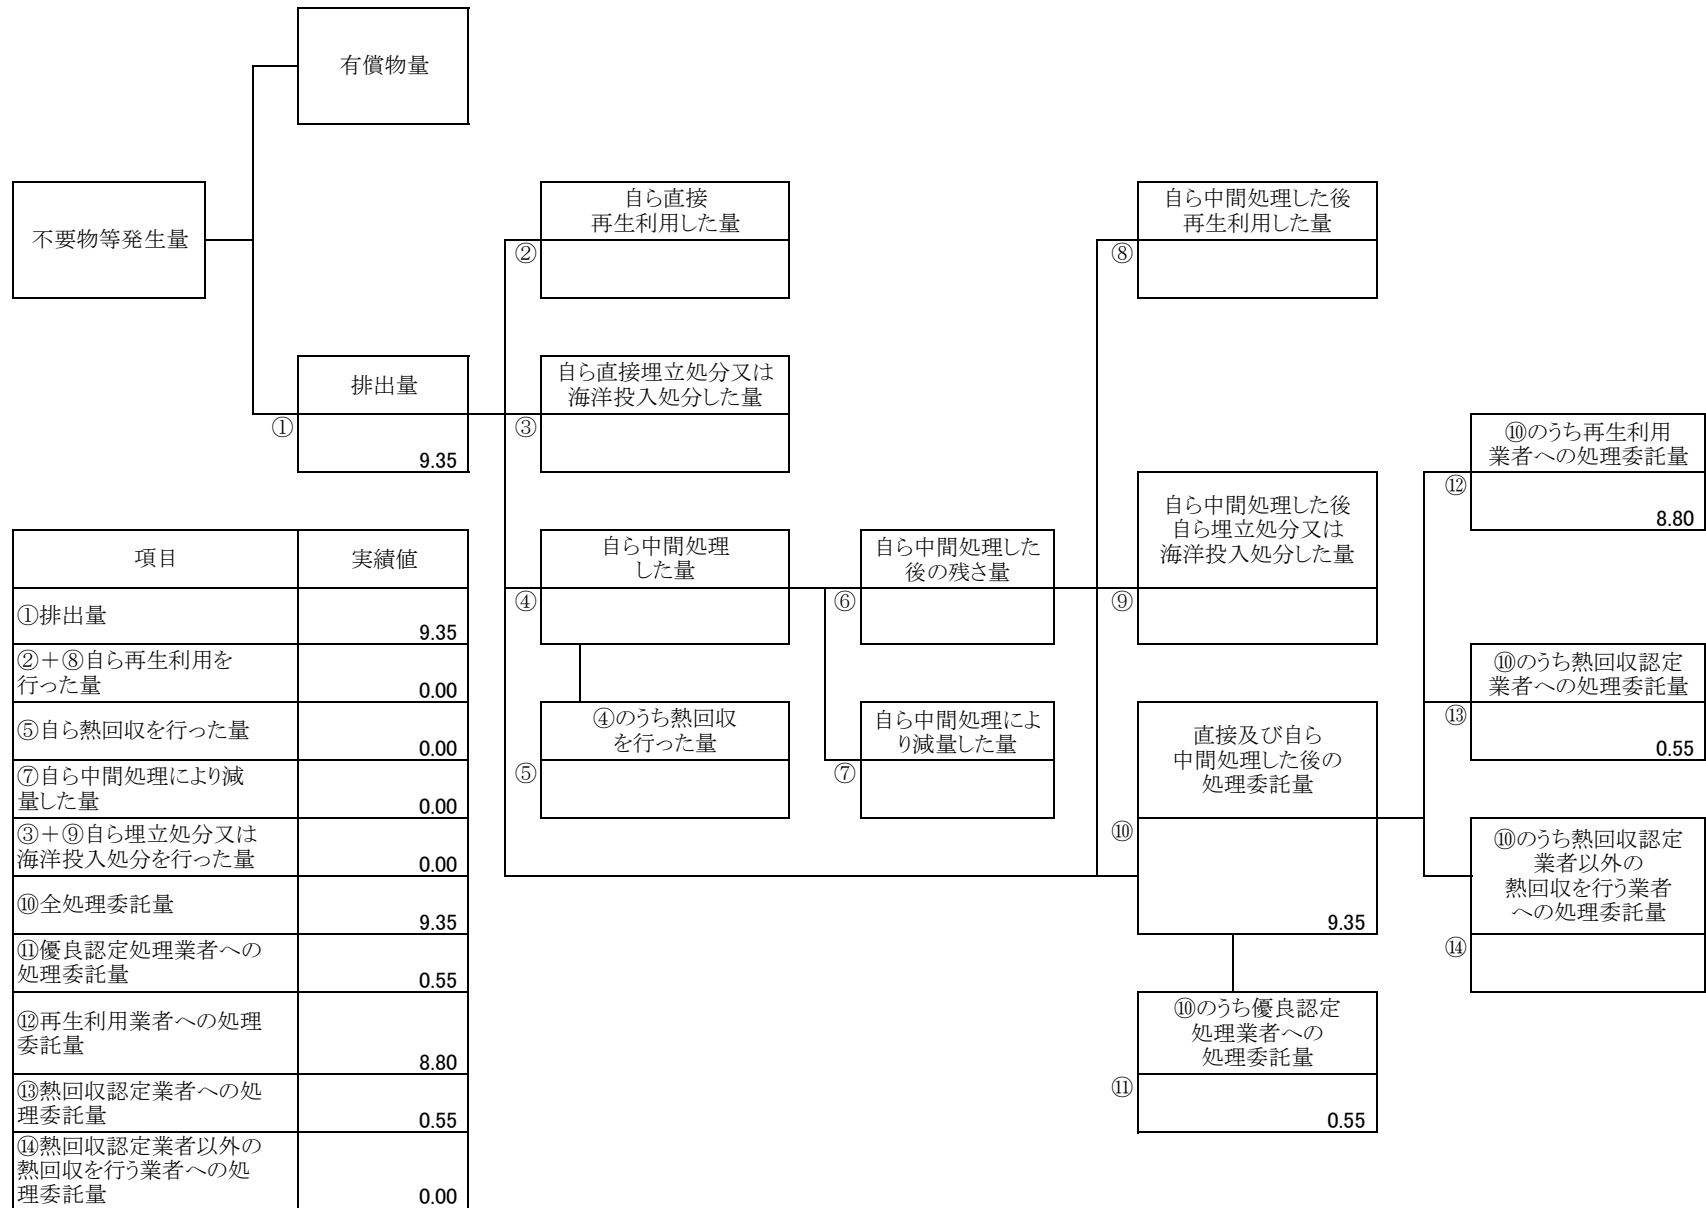 有償物量
不要物等発生量
自ら直接
再生利用した量
②
自ら中間処理した後
再生利用した量
⑧
排出量
①
9.35
自ら直接埋立処分又は
海洋投入処分した量
③
⑩のうち再生利用
業者への処理委託量
⑫
8.80
自ら中間処理した後
自ら埋立処分又は
海洋投入処分した量
⑨
自ら中間処理
した量
④
自ら中間処理した
後の残さ量
⑥
⑩のうち熱回収認定
業者への処理委託量
⑬
0.55
④のうち熱回収
を行った量
⑤
自ら中間処理によ
り減量した量
⑦
直接及び自ら
中間処理した後の
処理委託量
⑩
9.35
⑩のうち熱回収認定
業者以外の
熱回収を行う業者
への処理委託量
⑭
⑩のうち優良認定
処理業者への
処理委託量
⑪
0.55
項目 実績値
①排出量
9.35
②+⑧自ら再生利用を
行った量
0.00
⑤自ら熱回収を行った量
0.00
⑦自ら中間処理により減
量した量
0.00
③+⑨自ら埋立処分又は
海洋投入処分を行った量
0.00
⑩全処理委託量
9.35
⑪優良認定処理業者への
処理委託量
0.55
⑫再生利用業者への処理
委託量
8.80
⑬熱回収認定業者への処
理委託量
0.55
⑭熱回収認定業者以外の
熱回収を行う業者への処
理委託量
0.00